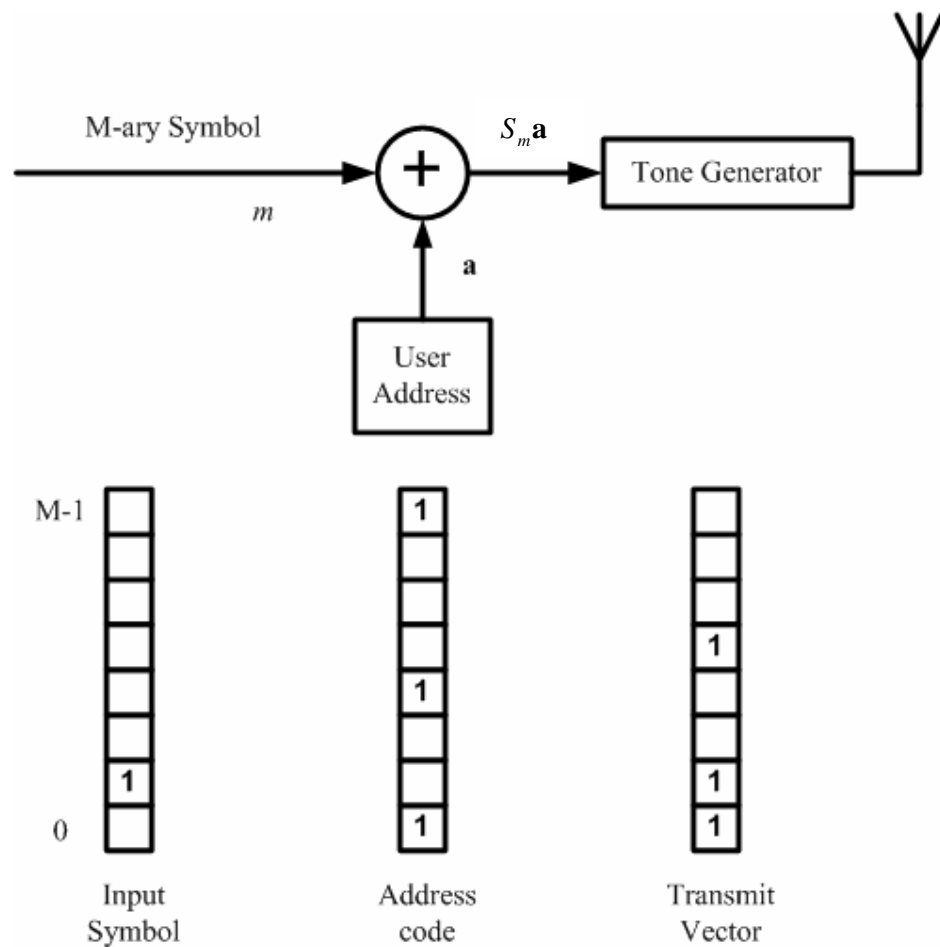 M-ary Symbol
m
+
S_m a
Tone Generator
a
User
Address
M-1
0
1
1
1
1
1
1
1
Input
Symbol
Address
code
Transmit
Vector